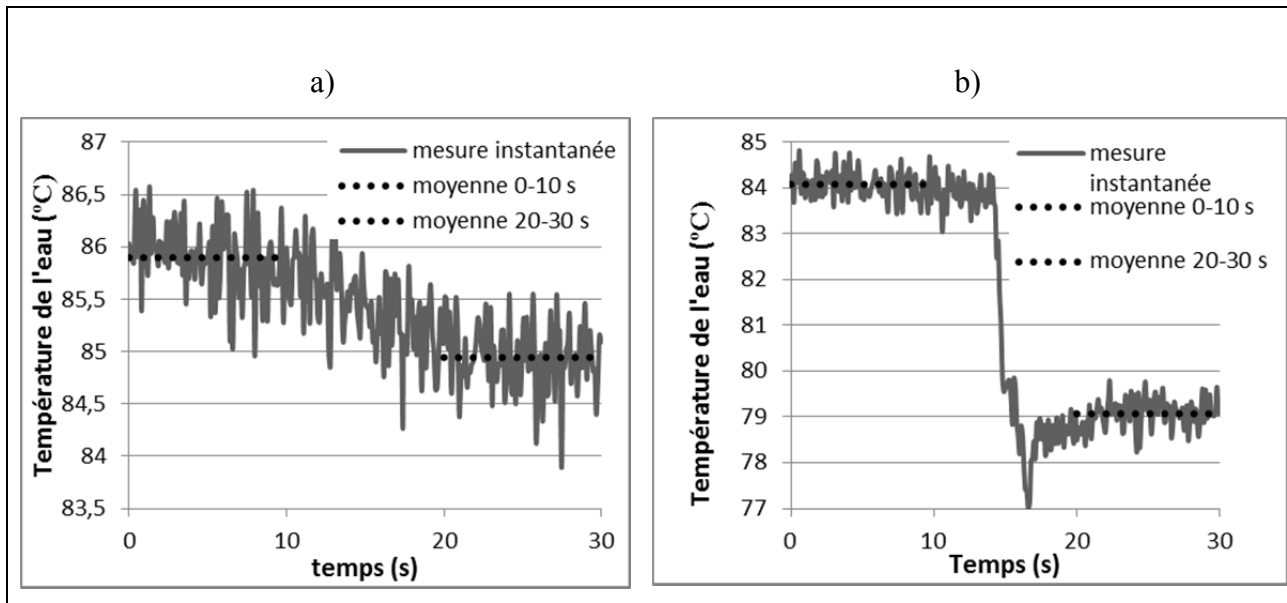 a)
87
86,5
86
85,5
85
84,5
84
83,5
0
10
20
30
Température de l'eau (°C)
temps (s)
mesure instantanée
moyenne 0-10 s
moyenne 20-30 s
b)
85
84
83
82
81
80
79
78
77
0
10
20
30
Température de l'eau (°C)
Temps (s)
mesure
instantanée
moyenne 0-10 s
moyenne 20-30 s